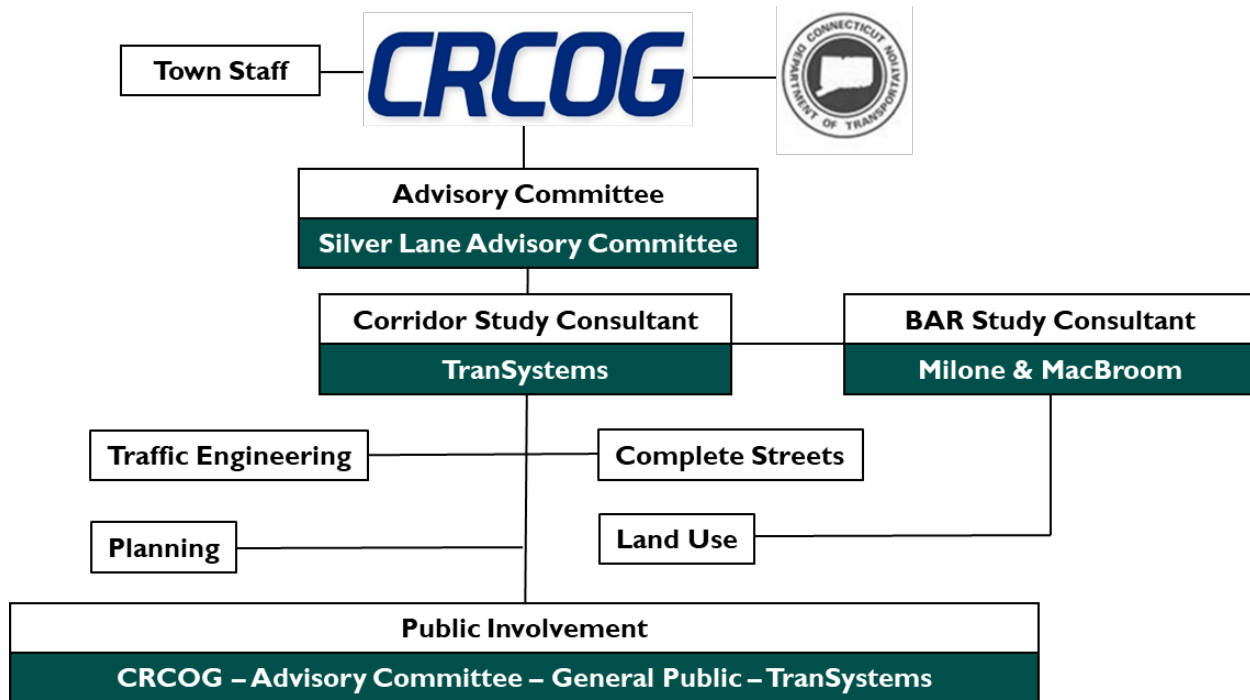 Town Staff
CRCOG
CONNECTICUT
DEPARTMENT OF TRANSPORTATION
Advisory Committee
Silver Lane Advisory Committee
Corridor Study Consultant
TranSystems
BAR Study Consultant
Milone & MacBroom
Traffic Engineering
Complete Streets
Planning
Land Use
Public Involvement
CRCOG – Advisory Committee – General Public – TranSystems